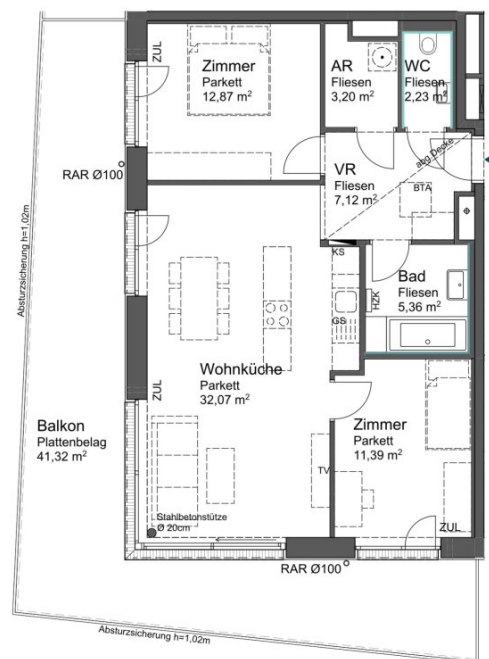 ZUL
Zimmer
Parkett
12,87 m²
AR
Fliesen
3,20 m²
WC
Fliesen
2,23 m²
abg.Decke
RAR Ø100
VR
Fliesen
7,12 m²
BTA
Absturzsicherung h=1,02m
KS
Bad
Fliesen
5,36 m²
HZK
GS
Wohnküche
Parkett
32,07 m²
ZUL
Balkon
Plattenbelag
41,32 m²
Zimmer
Parkett
11,39 m²
TV
Stahlbetonstütze
Ø 20cm
ZUL
RAR Ø100
Absturzsicherung h=1,02m